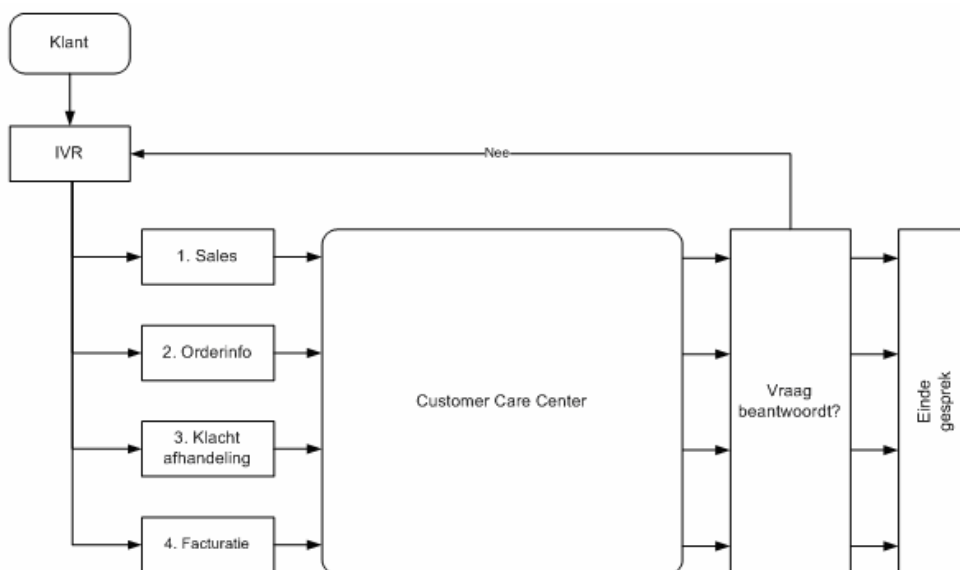 Klant
IVR
Nee
1. Sales
2. Orderinfo
3. Klacht
afhandeling
4. Facturatie
Customer Care Center
Vraag
beantwoordt?
Einde
gesprek